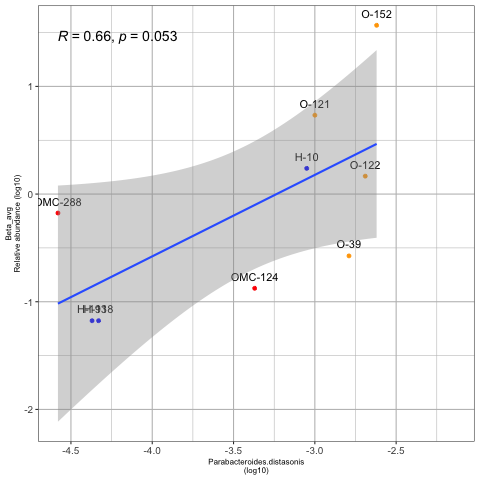 O-152
R = 0.66, p = 0.053
1
O-121
H-10
O-122
0
OMC-288
O-39
OMC-124
-1
-2
-4.5 -4.0 -3.5 -3.0 -2.5
Parabacteroides.distasonis
(log10)
Beta_avg
Relative abundance (log10)